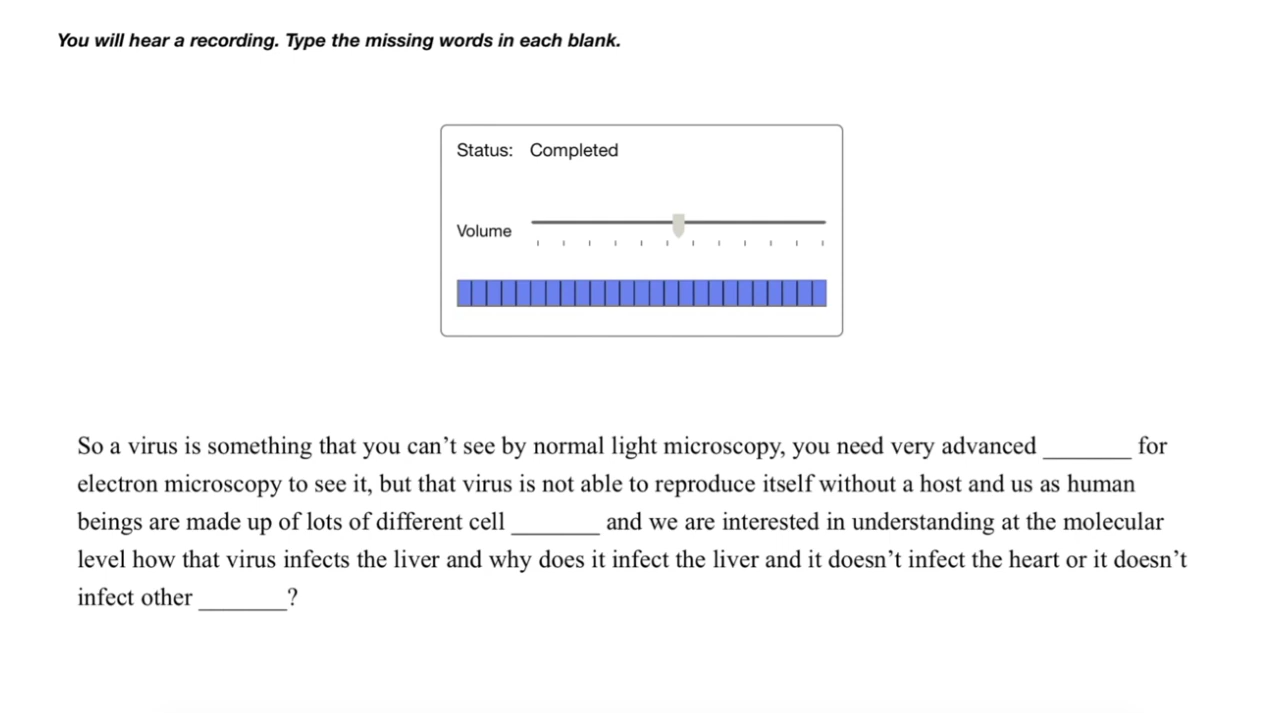 You will hear a recording. Type the missing words in each blank.
Status: Completed
Volume
So a virus is something that you can’t see by normal light microscopy, you need very advanced _______ for
electron microscopy to see it, but that virus is not able to reproduce itself without a host and us as human
beings are made up of lots of different cell _______ and we are interested in understanding at the molecular
level how that virus infects the liver and why does it infect the liver and it doesn’t infect the heart or it doesn’t
infect other _______?